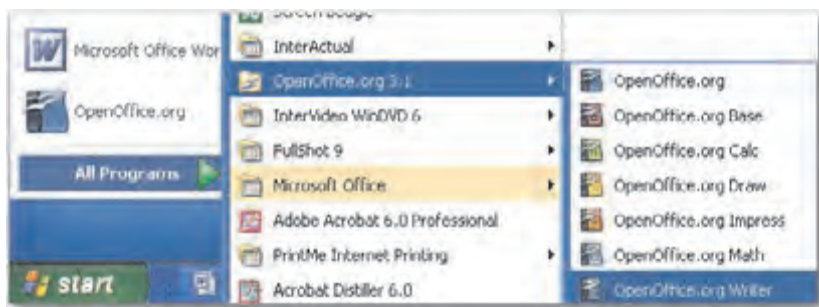 Microsoft Office Wor
OpenOffice.org
All Programs
start
InterActual
OpenOffice.org 3.1
InterVideo WinDVD 6
FullShot 9
Microsoft Office
Adobe Acrobat 6.0 Professional
PrintMe Internet Printing
Acrobat Distiller 6.0
OpenOffice.org
OpenOffice.org Base
OpenOffice.org Calc
OpenOffice.org Draw
OpenOffice.org Impress
OpenOffice.org Math
OpenOffice.org Writer